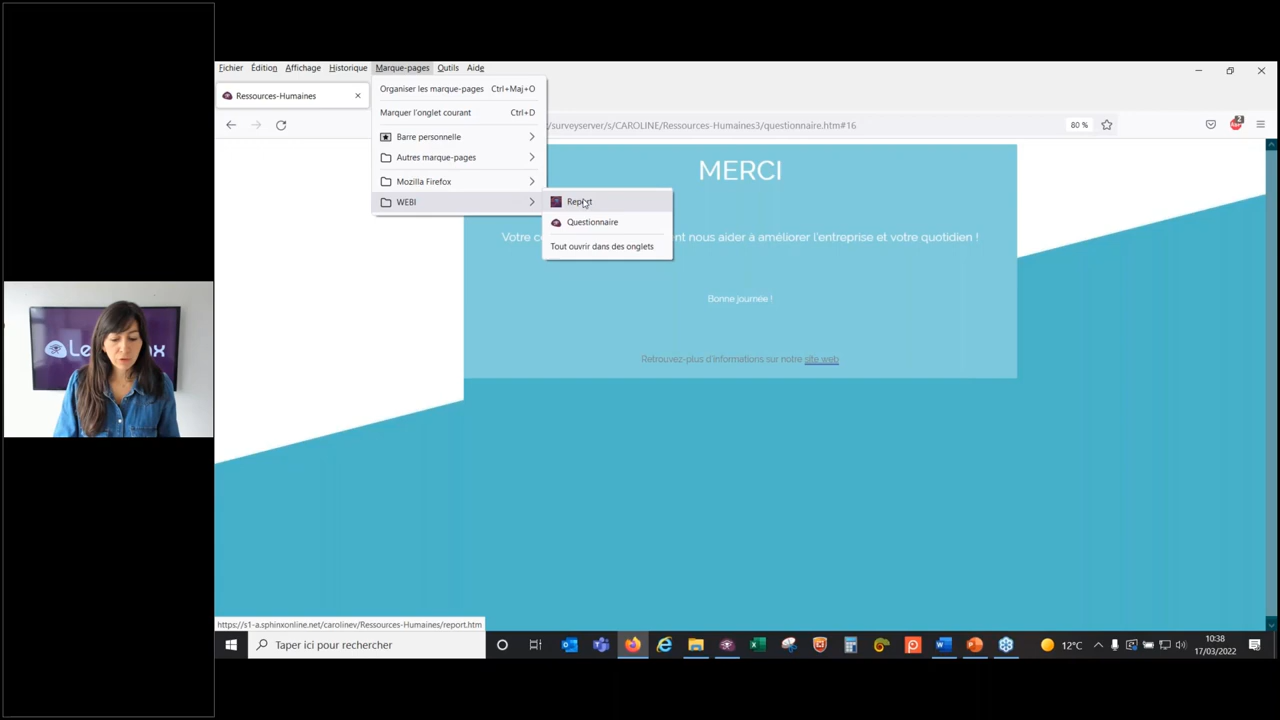 Fichier Édition Affichage Historique Marque-pages Outils Aide
Ressources-Humaines
Organiser les marque-pages Ctrl+Maj+O
Marquer l'onglet courant Ctrl+D
Barre personnelle
Autres marque-pages
Mozilla Firefox
WEBI
Report
Questionnaire
Tout ouvrir dans des onglets
/surveyserver/s/CAROLINE/Ressources-Humaines3/questionnaire.htm#16
80 %
2
MERCI
Votre nent nous aider à améliorer l'entreprise et votre quotidien !
Bonne journée !
Retrouvez-plus d'informations sur notre site web
https://s1-a.sphinxonline.net/carolinev/Ressources-Humaines/report.htm
Taper ici pour rechercher
12°C
10:38
17/03/2022